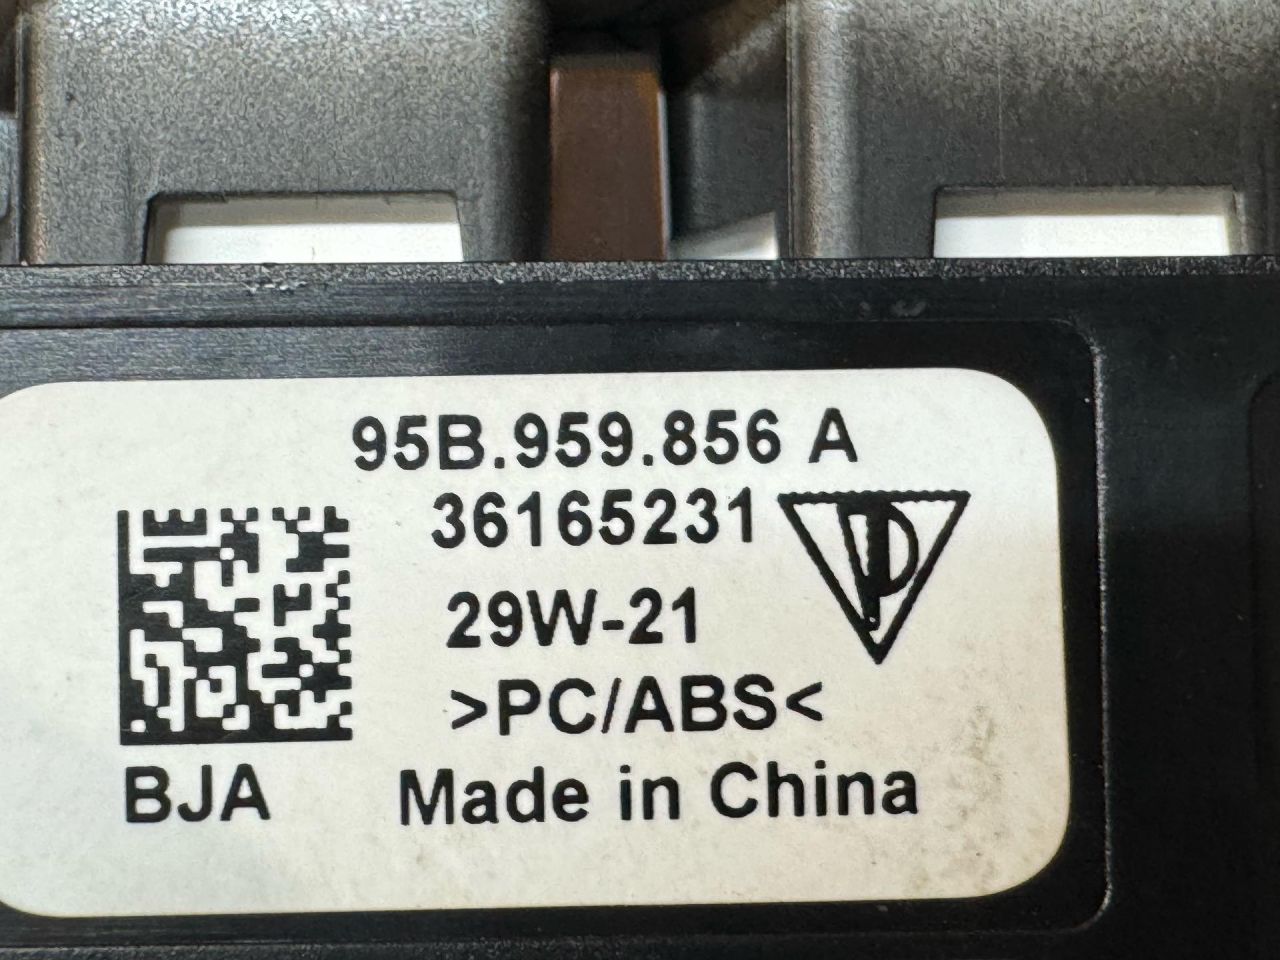 95B.959.856 A
36165231
29W-21
>PC/ABS<
BJA
Made in China